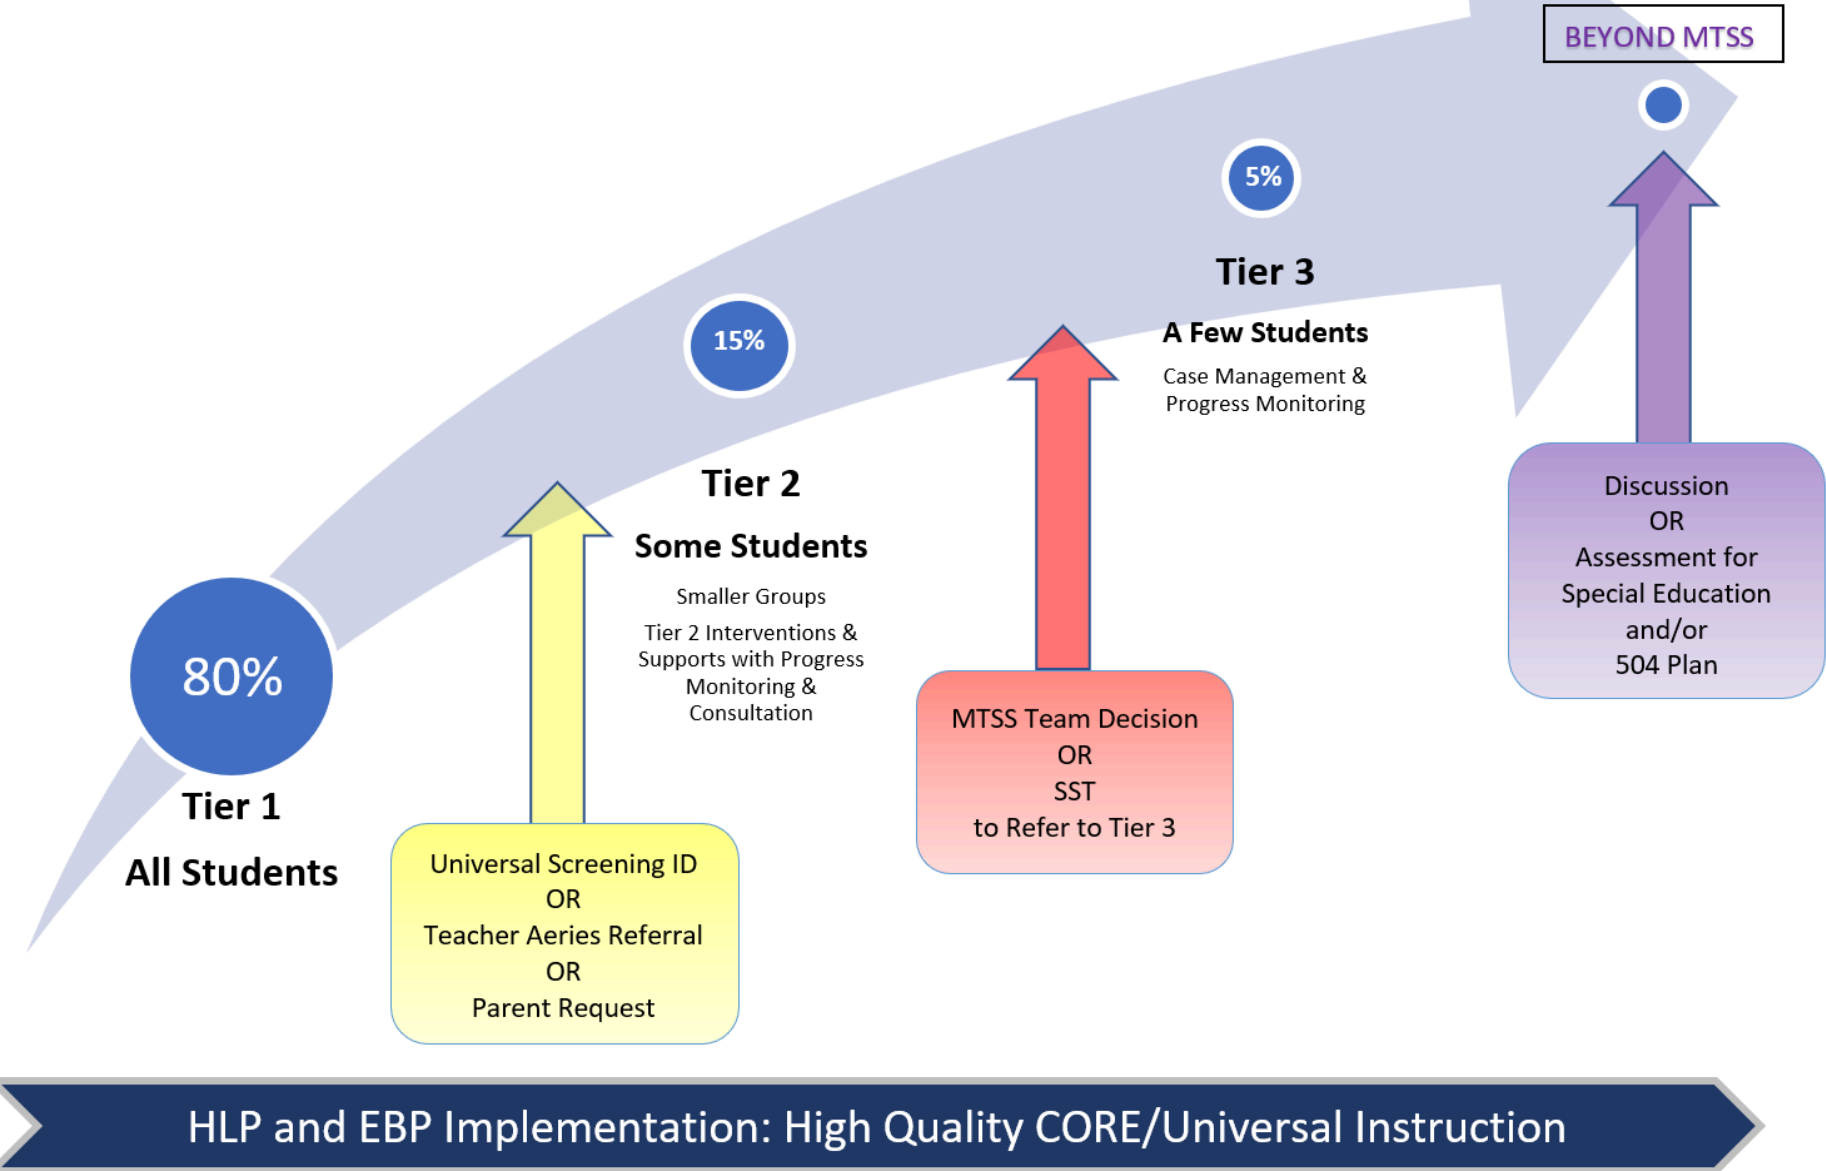 BEYOND MTSS
5%
Tier 3
A Few Students
Case Management &
Progress Monitoring
15%
Tier 2
Some Students
Smaller Groups
Tier 2 Interventions &
Supports with Progress
Monitoring &
Consultation
80%
Tier 1
All Students
Universal Screening ID
OR
Teacher Aeries Referral
OR
Parent Request
MTSS Team Decision
OR
SST
to Refer to Tier 3
Discussion
OR
Assessment for
Special Education
and/or
504 Plan
HLP and EBP Implementation: High Quality CORE/Universal Instruction